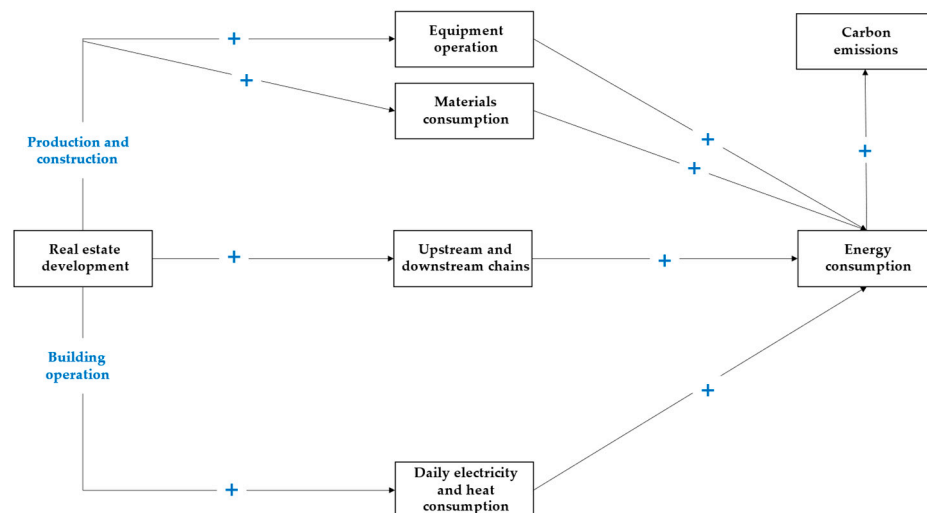 Equipment
operation
Carbon
emissions
+
+
Materials
consumption
Production and
construction
+
+
+
Real estate
development
+
Upstream and
downstream chains
+
Energy
consumption
Building
operation
+
+
Daily electricity
and heat
consumption